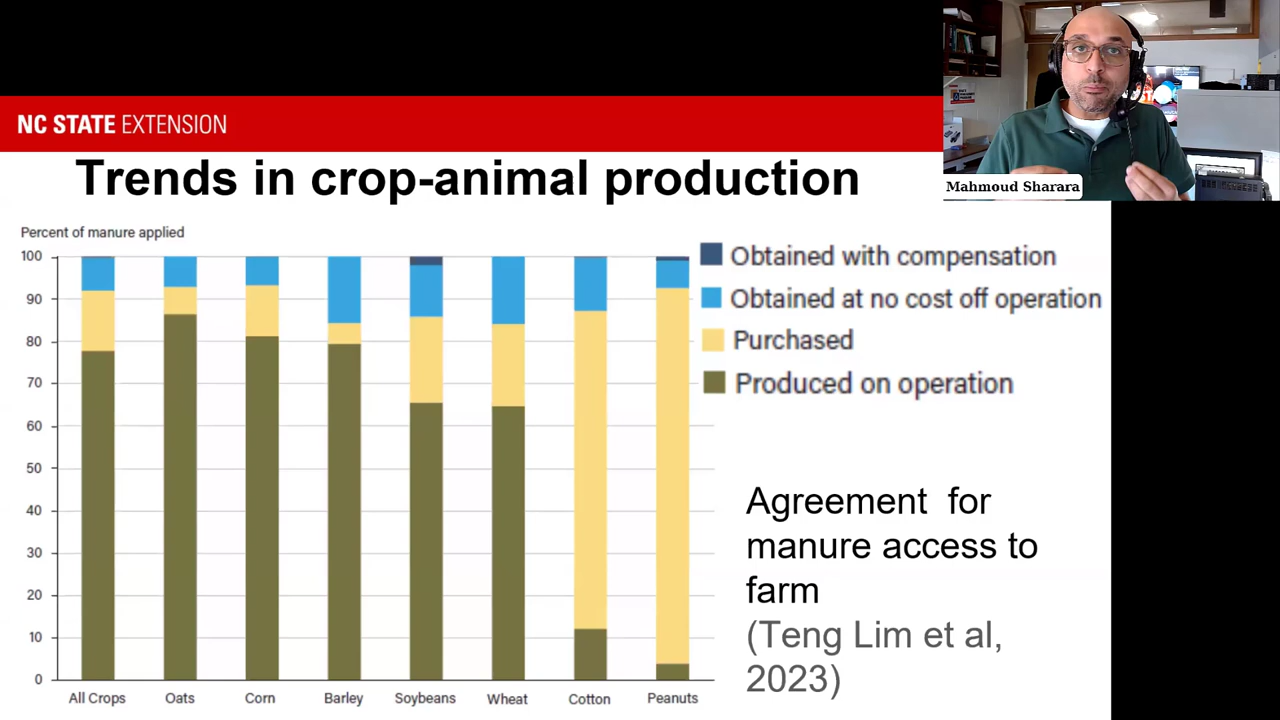 NC STATE EXTENSION
Mahmoud Sharara
Trends in crop-animal production
Percent of manure applied
100
90
80
70
60
50
40
30
20
10
0
All Crops
Oats
Corn
Barley
Soybeans
Wheat
Cotton
Peanuts
Obtained with compensation
Obtained at no cost off operation
Purchased
Produced on operation
Agreement for
manure access to
farm
(Teng Lim et al,
2023)